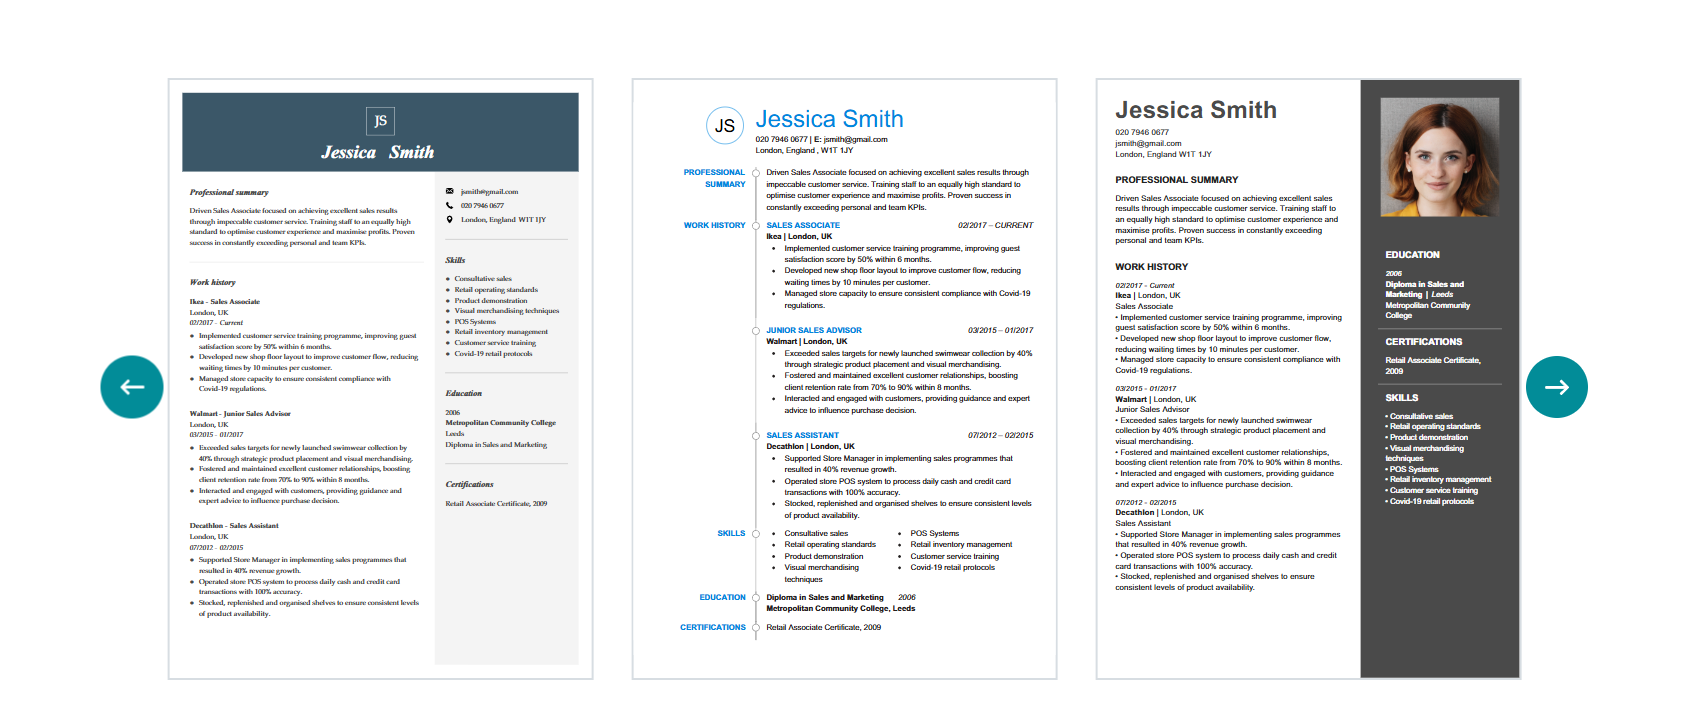 JS
Jessica Smith
Professional summary
Driven Sales Associate focused on achieving excellent sales results
through impeccable customer service. Training staff to an equally high
standard to optimise customer experience and maximise profits. Proven
success in constantly exceeding personal and team KPIs.
Work history
Ikea - Sales Associate
London, UK
02/2017 - Current
• Implemented customer service training programme, improving guest
satisfaction score by 50% within 6 months.
• Developed new shop floor layout to improve customer flow, reducing
waiting times by 10 minutes per customer.
• Managed store capacity to ensure consistent compliance with
Covid-19 regulations.
Walmart - Junior Sales Advisor
London, UK
03/2015 - 01/2017
• Exceeded sales targets for newly launched swimwear collection by
40% through strategic product placement and visual merchandising.
• Fostered and maintained excellent customer relationships, boosting
client retention rate from 70% to 90% within 8 months.
• Interacted and engaged with customers, providing guidance and
expert advice to influence purchase decision.
Decathlon - Sales Assistant
London, UK
07/2012 - 02/2015
• Supported Store Manager in implementing sales programmes that
resulted in 40% revenue growth.
• Operated store POS system to process daily cash and credit card
transactions with 100% accuracy.
• Stocked, replenished and organised shelves to ensure consistent levels
of product availability.
jsmith@gmail.com
020 7946 0677
London, England W1T 1JY
Skills
• Consultative sales
• Retail operating standards
• Product demonstration
• Visual merchandising techniques
• POS Systems
• Retail inventory management
• Customer service training
• Covid-19 retail protocols
Education
2006
Metropolitan Community College
Leeds
Diploma in Sales and Marketing
Certifications
Retail Associate Certificate, 2009
JS
Jessica Smith
020 7946 0677 | E: jsmith@gmail.com
London, England , W1T 1JY
PROFESSIONAL
SUMMARY
Driven Sales Associate focused on achieving excellent sales results through
impeccable customer service. Training staff to an equally high standard to
optimise customer experience and maximise profits. Proven success in
constantly exceeding personal and team KPIs.
WORK HISTORY
SALES ASSOCIATE 02/2017 – CURRENT
Ikea | London, UK
• Implemented customer service training programme, improving guest
satisfaction score by 50% within 6 months.
• Developed new shop floor layout to improve customer flow, reducing
waiting times by 10 minutes per customer.
• Managed store capacity to ensure consistent compliance with Covid-19
regulations.
JUNIOR SALES ADVISOR 03/2015 – 01/2017
Walmart | London, UK
• Exceeded sales targets for newly launched swimwear collection by 40%
through strategic product placement and visual merchandising.
• Fostered and maintained excellent customer relationships, boosting
client retention rate from 70% to 90% within 8 months.
• Interacted and engaged with customers, providing guidance and expert
advice to influence purchase decision.
SALES ASSISTANT 07/2012 – 02/2015
Decathlon | London, UK
• Supported Store Manager in implementing sales programmes that
resulted in 40% revenue growth.
• Operated store POS system to process daily cash and credit card
transactions with 100% accuracy.
• Stocked, replenished and organised shelves to ensure consistent levels
of product availability.
SKILLS
• Consultative sales
• Retail operating standards
• Product demonstration
• Visual merchandising
techniques
• POS Systems
• Retail inventory management
• Customer service training
• Covid-19 retail protocols
EDUCATION
Diploma in Sales and Marketing 2006
Metropolitan Community College, Leeds
CERTIFICATIONS
Retail Associate Certificate, 2009
Jessica Smith
020 7946 0677
jsmith@gmail.com
London, England W1T 1JY
PROFESSIONAL SUMMARY
Driven Sales Associate focused on achieving excellent sales
results through impeccable customer service. Training staff to
an equally high standard to optimise customer experience and
maximise profits. Proven success in constantly exceeding
personal and team KPIs.
WORK HISTORY
02/2017 - Current
Ikea | London, UK
Sales Associate
• Implemented customer service training programme, improving
guest satisfaction score by 50% within 6 months.
• Developed new shop floor layout to improve customer flow,
reducing waiting times by 10 minutes per customer.
• Managed store capacity to ensure consistent compliance with
Covid-19 regulations.
03/2015 - 01/2017
Walmart | London, UK
Junior Sales Advisor
• Exceeded sales targets for newly launched swimwear
collection by 40% through strategic product placement and
visual merchandising.
• Fostered and maintained excellent customer relationships,
boosting client retention rate from 70% to 90% within 8 months.
• Interacted and engaged with customers, providing guidance
and expert advice to influence purchase decision.
07/2012 - 02/2015
Decathlon | London, UK
Sales Assistant
• Supported Store Manager in implementing sales programmes
that resulted in 40% revenue growth.
• Operated store POS system to process daily cash and credit
card transactions with 100% accuracy.
• Stocked, replenished and organised shelves to ensure
consistent levels of product availability.
EDUCATION
2006
Diploma in Sales and
Marketing | Leeds
Metropolitan Community
College
CERTIFICATIONS
Retail Associate Certificate,
2009
SKILLS
• Consultative sales
• Retail operating standards
• Product demonstration
• Visual merchandising
techniques
• POS Systems
• Retail inventory management
• Customer service training
• Covid-19 retail protocols